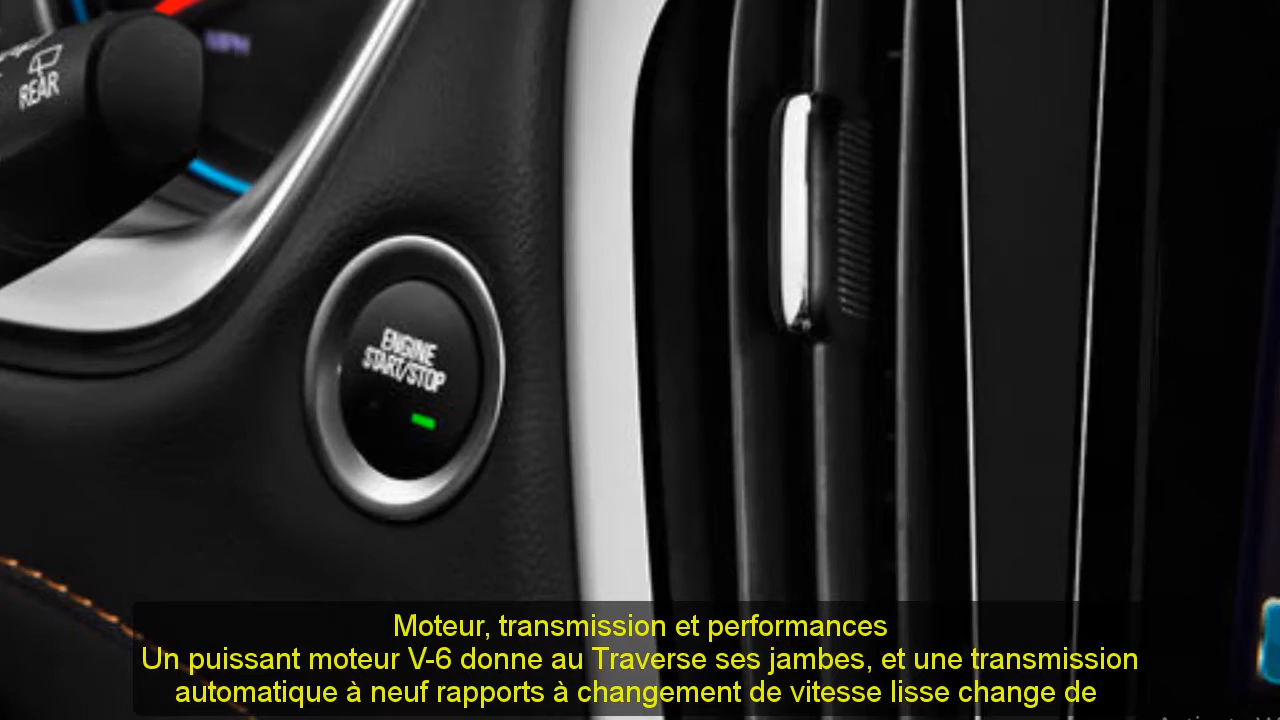 MPH
REAR
ENGINE
START/STOP
Moteur, transmission et performances
Un puissant moteur V-6 donne au Traverse ses jambes, et une transmission
automatique à neuf rapports à changement de vitesse lisse change de